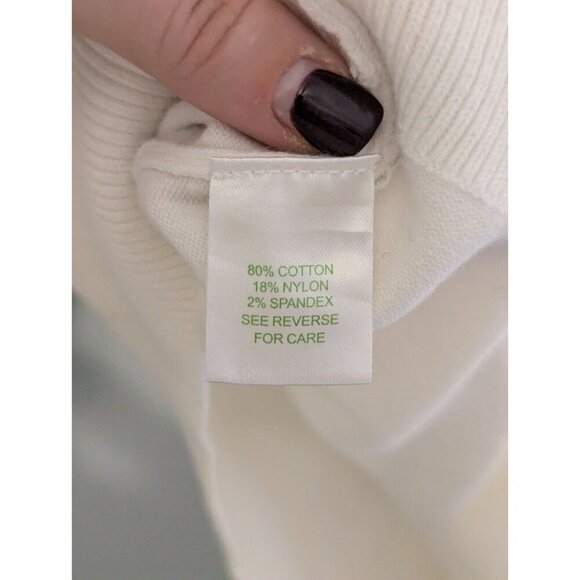 80% COTTON
18% NYLON
2% SPANDEX
SEE REVERSE
FOR CARE